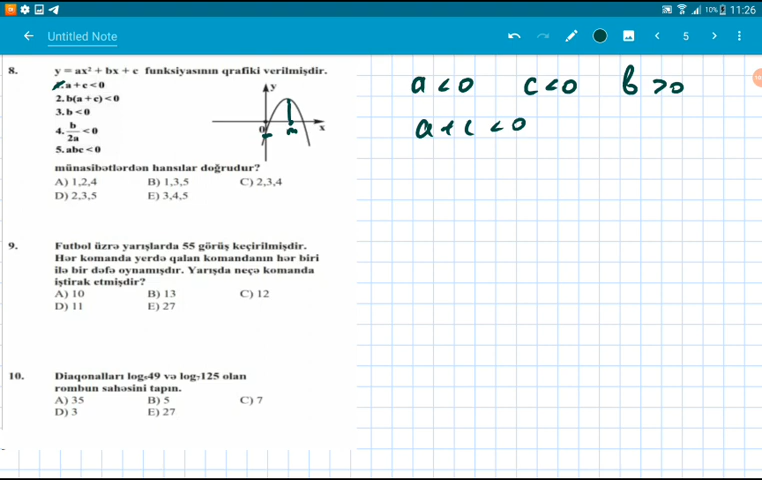 10% 11:26
Untitled Note
5
8. y = ax² + bx + c funksiyasının qrafiki verilmişdir.
1. a + c < 0
2. b(a + c) < 0
3. b < 0
4. b/2a < 0
5. abc < 0
y
0
m
x
münasibətlərdən hansılar doğrudur?
A) 1,2,4 B) 1,3,5 C) 2,3,4
D) 2,3,5 E) 3,4,5
9. Futbol üzrə yarışlarda 55 görüş keçirilmişdir.
Hər komanda yerdə qalan komandanın hər biri
ilə bir dəfə oynamışdır. Yarışda neçə komanda
iştirak etmişdir?
A) 10 B) 13 C) 12
D) 11 E) 27
10. Diaqonalları log₅49 və log₇125 olan
rombun sahəsini tapın.
A) 35 B) 5 C) 7
D) 3 E) 27
a < 0 c < 0 b > 0
a + c < 0